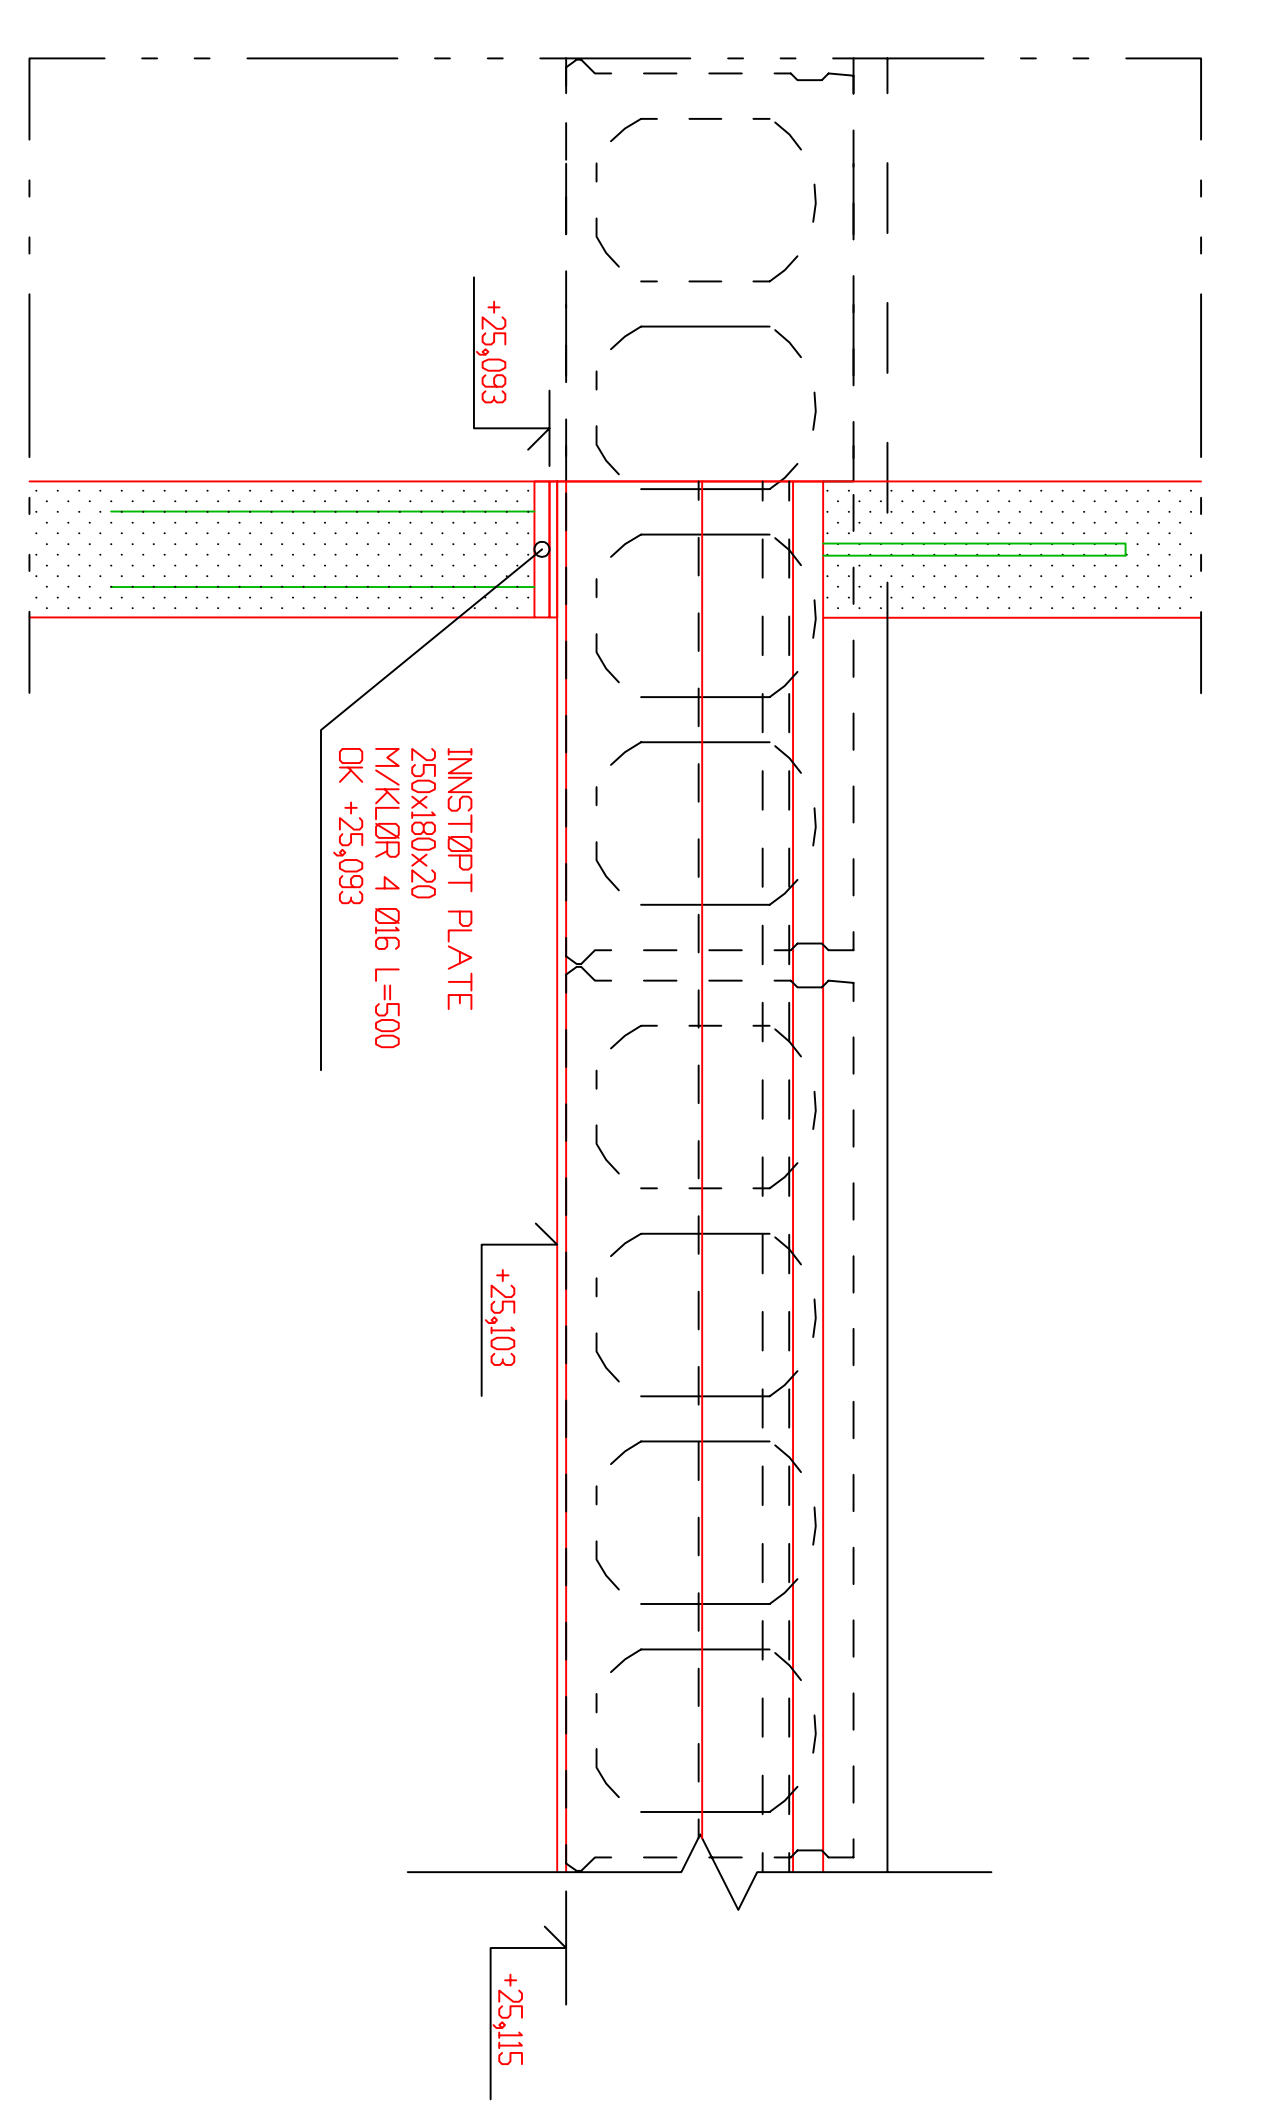 +25,093
INNSTØPT PLATE
250x180x20
M/KLØR 4 Ø16 L=500
OK +25,093
+25,103
+25,115